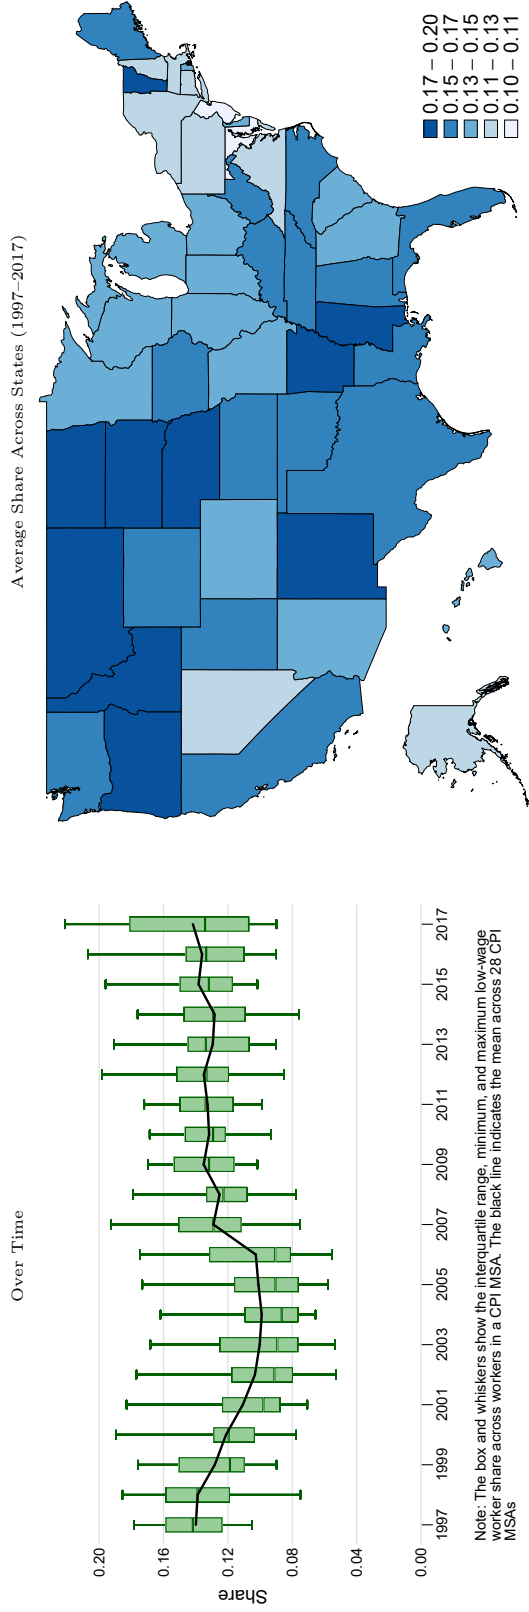 Over Time
Share
0.20
0.16
0.12
0.08
0.04
0.00
1997
1999
2001
2003
2005
2007
2009
2011
2013
2015
2017
Note: The box and whiskers show the interquartile range, minimum, and maximum low-wage
worker share across workers in a CPI MSA. The black line indicates the mean across 28 CPI
MSAs
Average Share Across States (1997–2017)
0.17 – 0.20
0.15 – 0.17
0.13 – 0.15
0.11 – 0.13
0.10 – 0.11